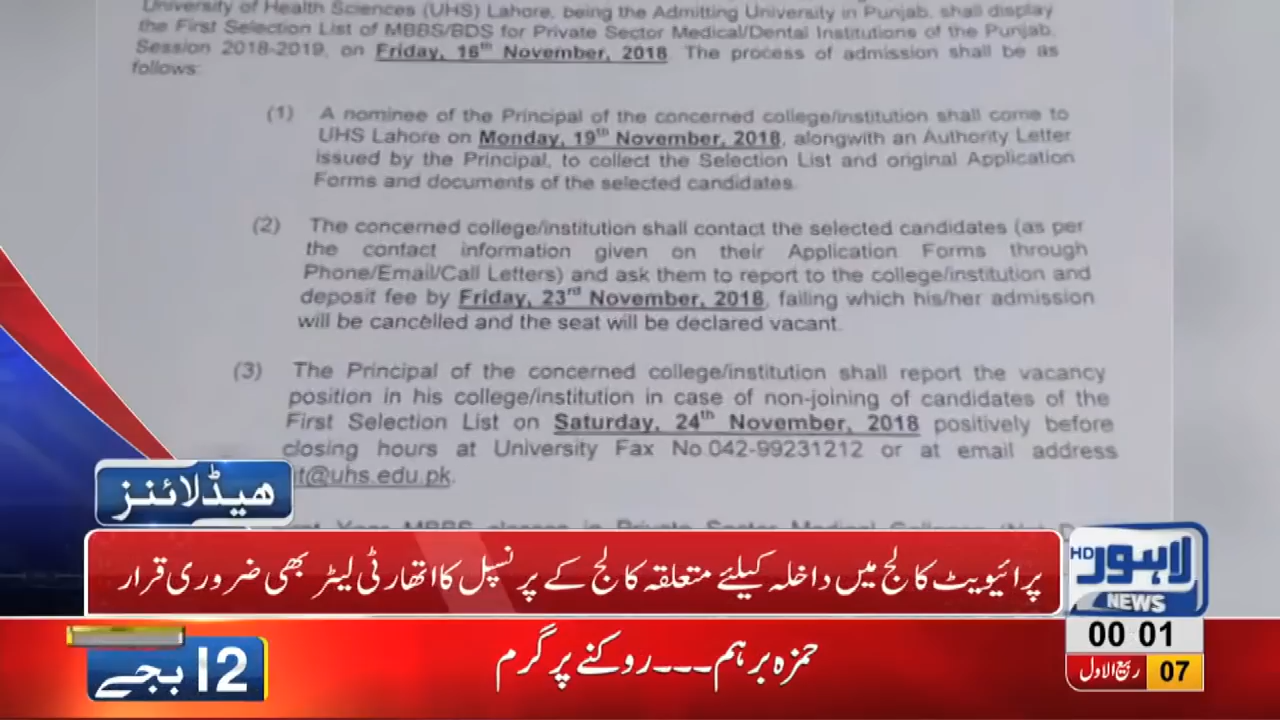 University of Health Sciences (UHS) Lahore, being the Admitting University in Punjab, shall display
the First Selection List of MBBS/BDS for Private Sector Medical/Dental Institutions of the Punjab,
Session 2018-2019, on Friday, 16th November, 2018. The process of admission shall be as
follows:
(1) A nominee of the Principal of the concerned college/institution shall come to
UHS Lahore on Monday, 19th November, 2018, alongwith an Authority Letter
issued by the Principal, to collect the Selection List and original Application
Forms and documents of the selected candidates.
(2) The concerned college/institution shall contact the selected candidates (as per
the contact information given on their Application Forms through
Phone/Email/Call Letters) and ask them to report to the college/institution and
deposit fee by Friday, 23rd November, 2018, failing which his/her admission
will be cancelled and the seat will be declared vacant.
(3) The Principal of the concerned college/institution shall report the vacancy
position in his college/institution in case of non-joining of candidates of the
First Selection List on Saturday, 24th November, 2018 positively before
closing hours at University Fax No.042-99231212 or at email address
t@uhs.edu.pk.
Year MBBS classes in Private Sector Medical
ہیڈلائنز
پرائیویٹ کالج میں داخلہ کیلئے متعلقہ کالج کے پرنسپل کا اتھارٹی لیٹر بھی ضروری قرار
لاہور HD
NEWS
00 01
حمزہ برہم۔۔۔روکنے پر گرم
12 بجے
07 ربیع الاول